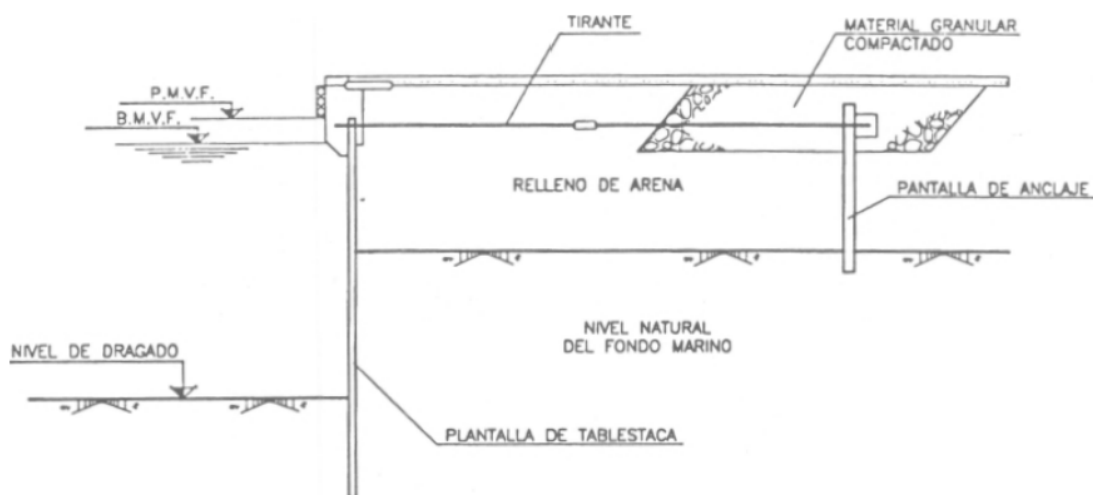 TIRANTE
MATERIAL GRANULAR
COMPACTADO
P.M.V.F.
B.M.V.F.
RELLENO DE ARENA
PANTALLA DE ANCLAJE
NIVEL NATURAL
DEL FONDO MARINO
NIVEL DE DRAGADO
PLANTALLA DE TABLESTACA